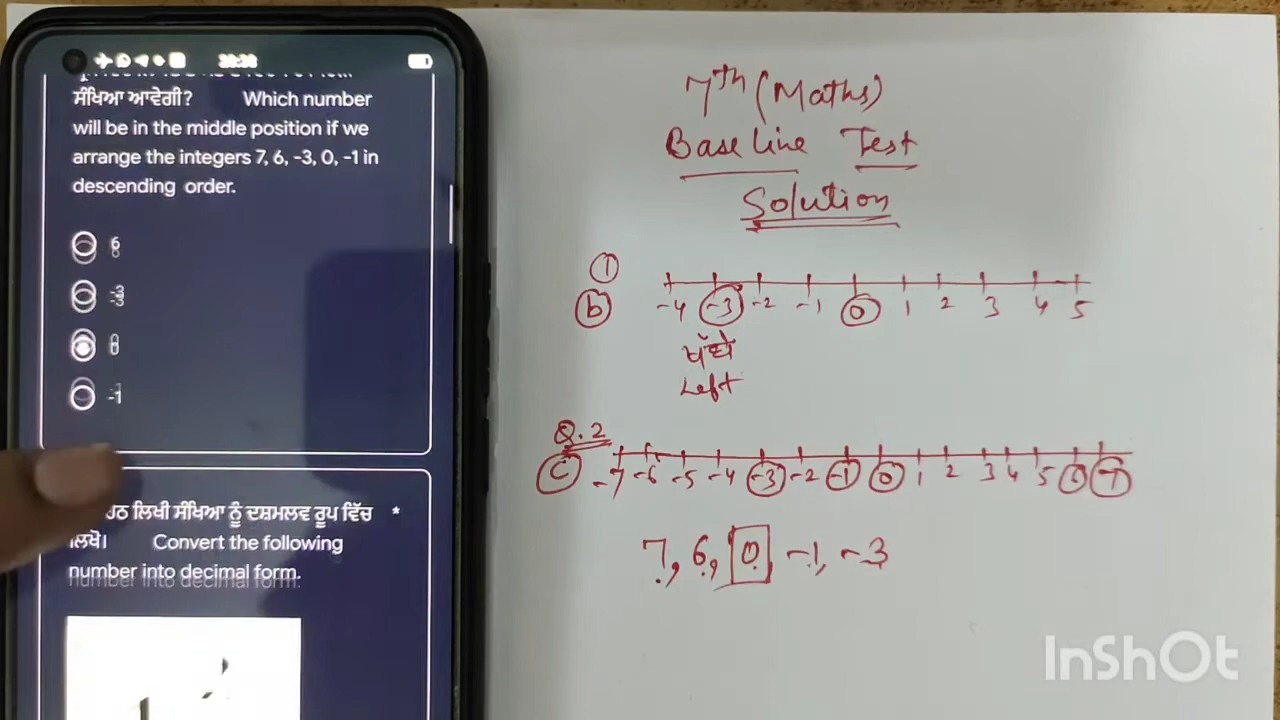 ਸੰਖਿਆ ਆਵੇਗੀ? Which number
will be in the middle position if we
arrange the integers 7, 6, -3, 0, -1 in
descending order.
6
-3
0
-1
ਲਿਖੀ ਸੰਖਿਆ ਨੂੰ ਦਸ਼ਮਲਵ ਰੂਪ ਵਿੱਚ *
ਲਿਖੋ। Convert the following
number into decimal form.
7th (Maths)
Base line Test
Solution
1
b -4 -3 -2 -1 0 1 2 3 4 5
ਖੱਬੇ
Left
Q.2
C -7 -6 -5 -4 -3 -2 -1 0 1 2 3 4 5 6 7
7, 6, 0, -1, -3
InShOt